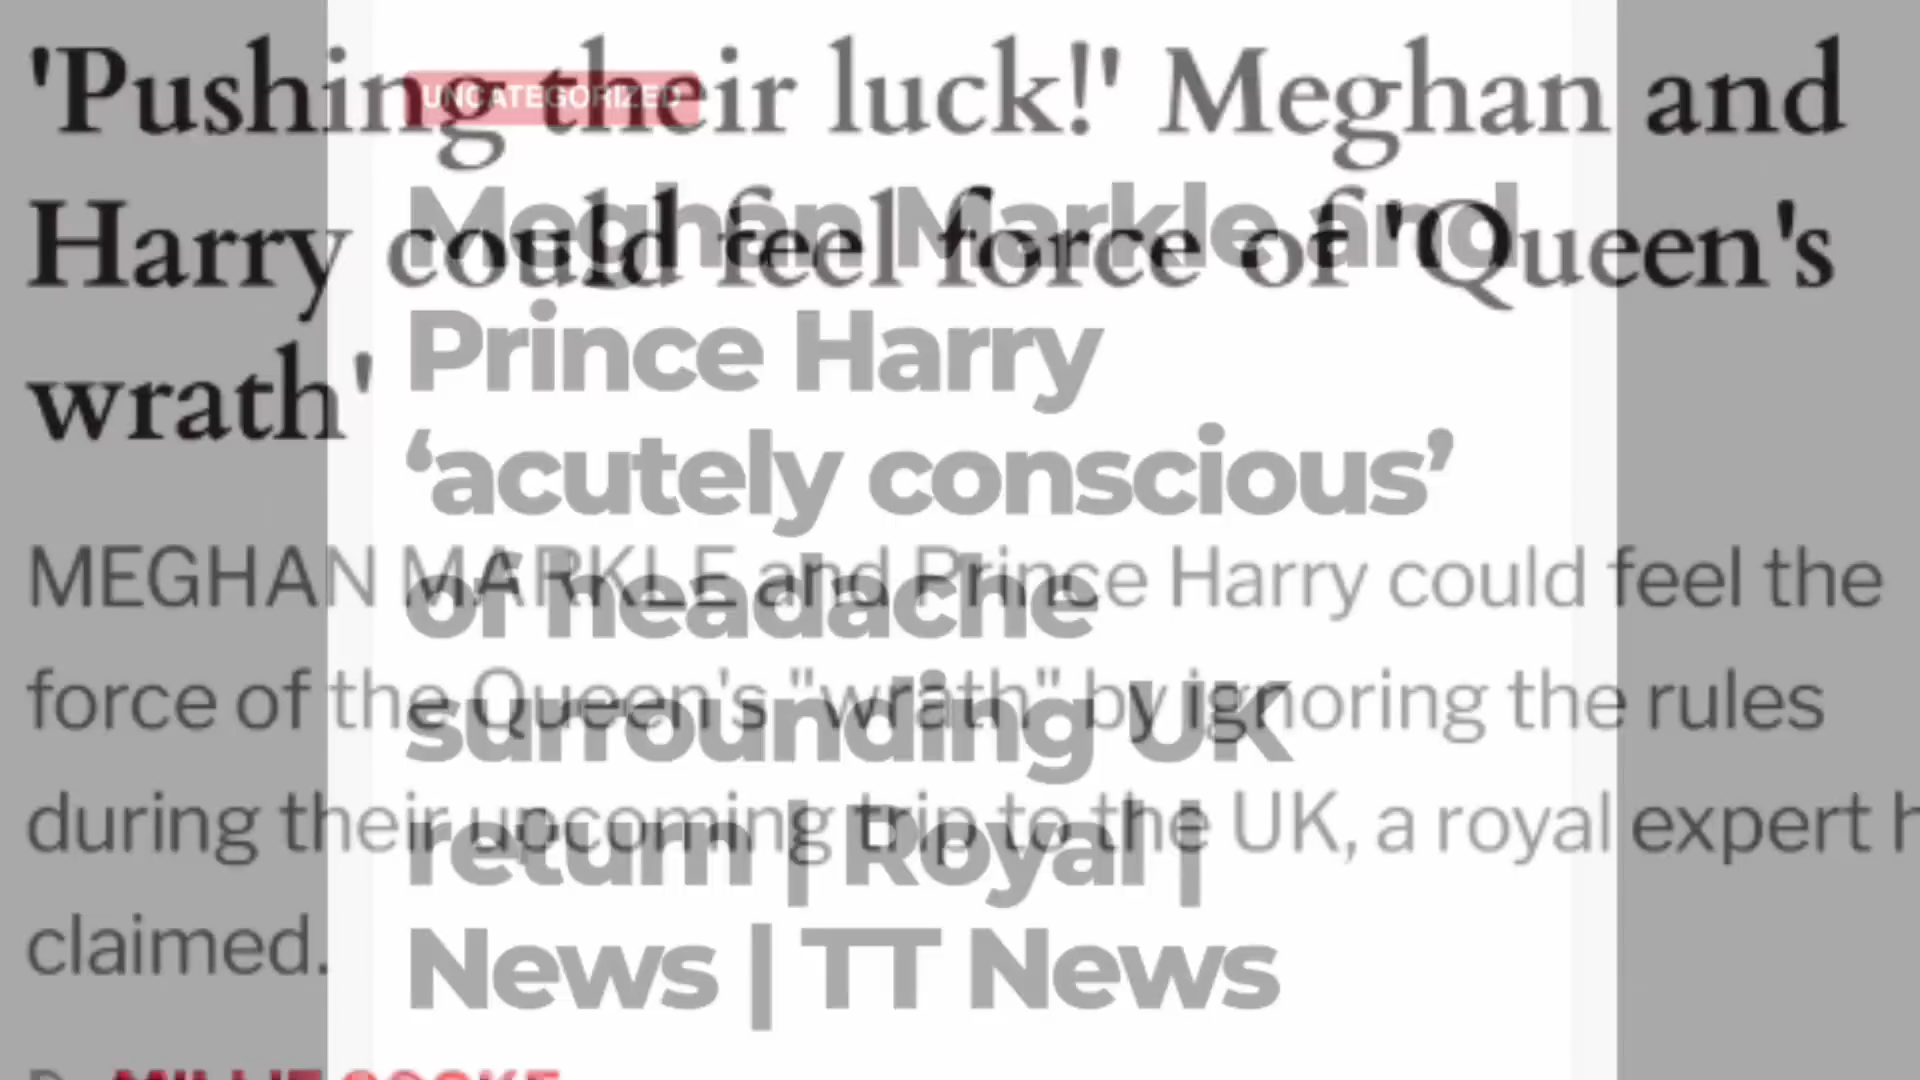 'Pushing their luck!' Meghan and
Harry could feel force of 'Queen's
wrath'
MEGHAN MARKLE and Prince Harry could feel the
force of the Queen's "wrath" by ignoring the rules
during their upcoming trip to the UK, a royal expert h
claimed.
UNCATEGORIZED
Meghan Markle and
Prince Harry
‘acutely conscious’
of headache
surrounding UK
return | Royal |
News | TT News